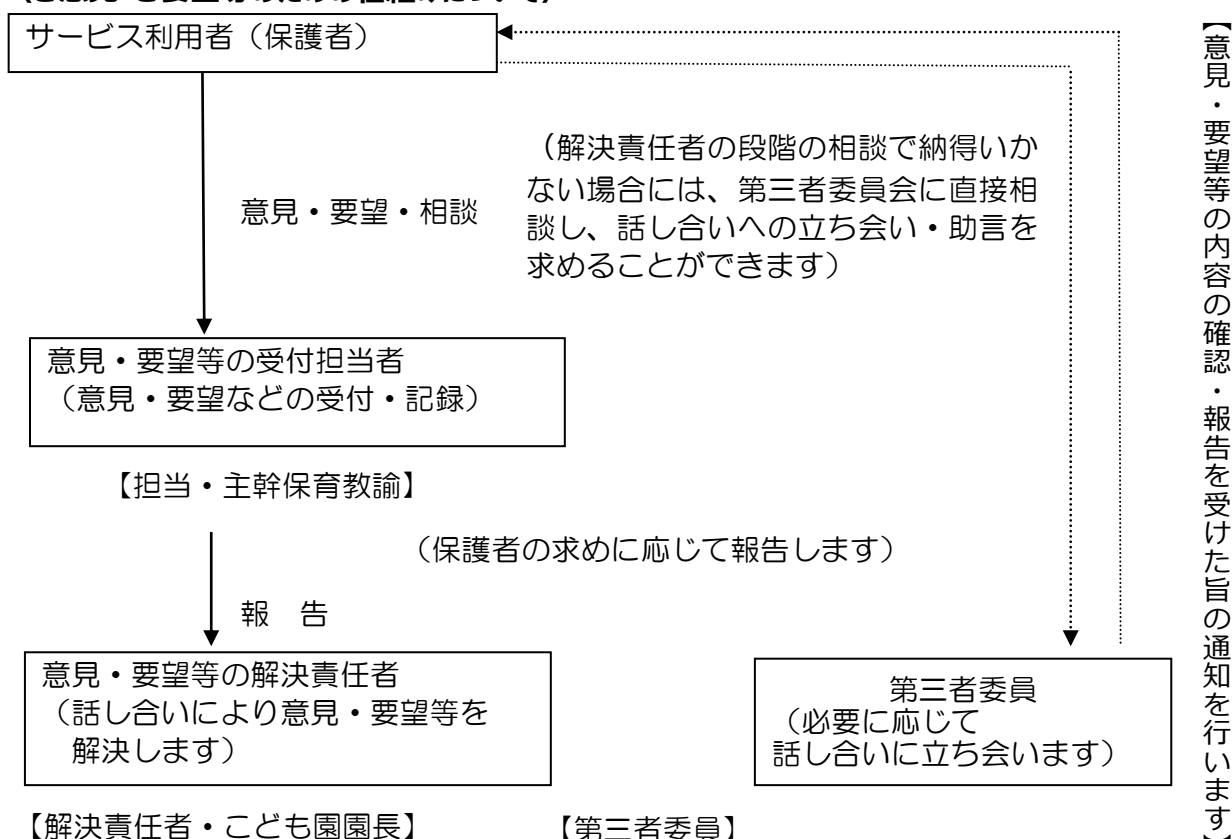 サービス利用者（保護者）
意見・要望・相談
（解決責任者の段階の相談で納得いか
ない場合には、第三者委員会に直接相
談し、話し合いへの立ち会い・助言を
求めることができます）
意見・要望等の受付担当者
（意見・要望などの受付・記録）
【担当・主幹保育教諭】
（保護者の求めに応じて報告します）
報　告
意見・要望等の解決責任者
（話し合いにより意見・要望等を
解決します）
第三者委員
（必要に応じて
話し合いに立ち会います）
【解決責任者・こども園園長】
【第三者委員】
【意見・要望等の内容の確認・報告を受けた旨の通知を行います】